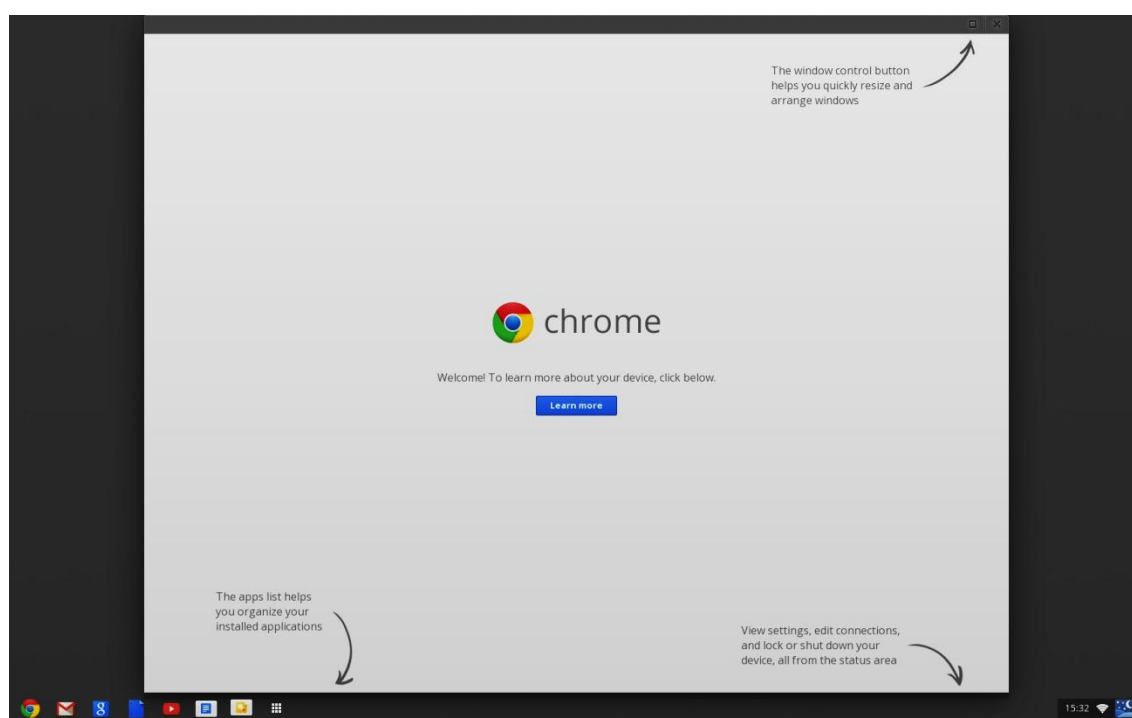 The window control button
helps you quickly resize and
arrange windows
chrome
Welcome! To learn more about your device, click below.
Learn more
The apps list helps
you organize your
installed applications
View settings, edit connections,
and lock or shut down your
device, all from the status area
8
15:32